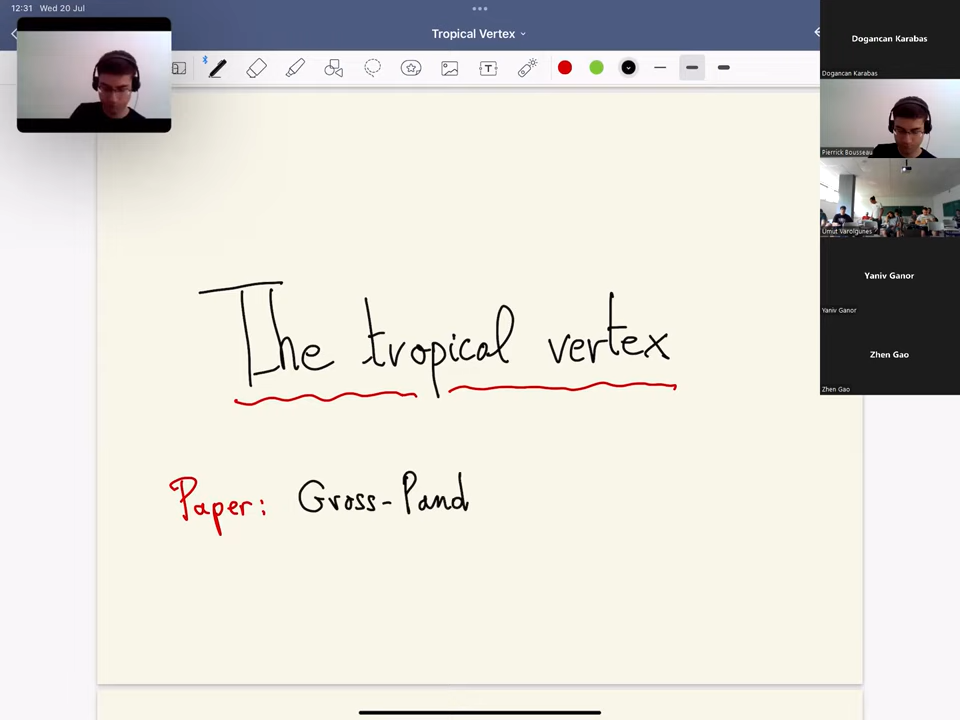 12:31 Wed 20 Jul
Tropical Vertex
T
The tropical vertex
Paper: Gross-Pand
Dogancan Karabas
Dogancan Karabas
Pierrick Bousseau
Umut Varolgunes
Yaniv Ganor
Yaniv Ganor
Zhen Gao
Zhen Gao